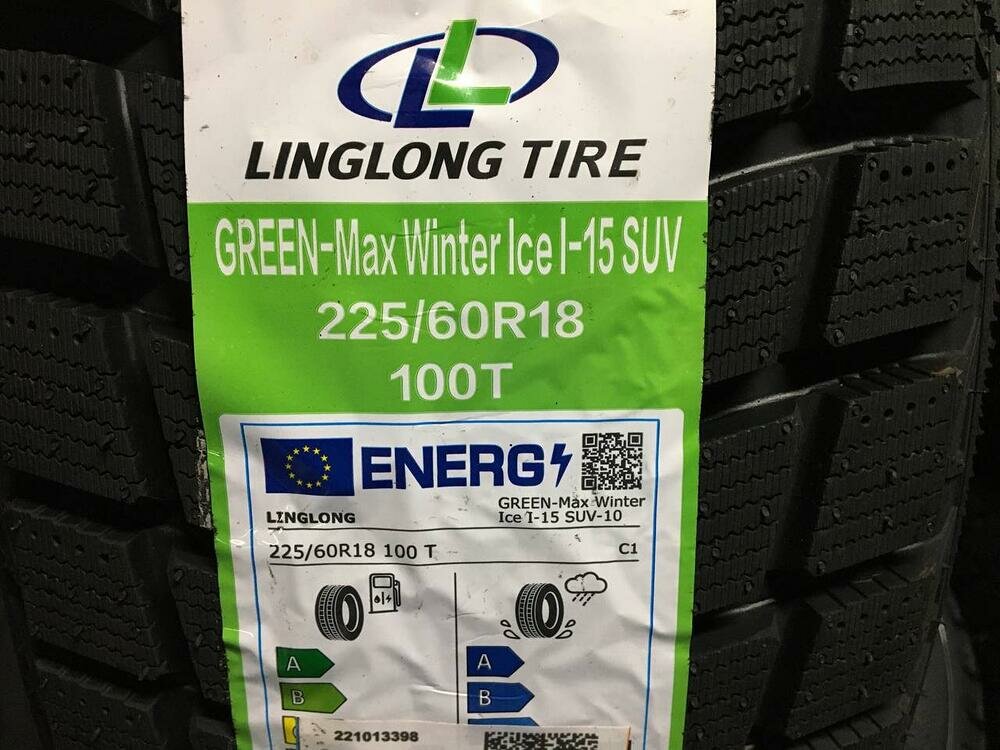 LINGLONG TIRE
GREEN-Max Winter Ice I-15 SUV
225/60R18
100T
ENERG
LINGLONG
GREEN-Max Winter
Ice I-15 SUV-10
225/60R18 100 T
C1
A
A
B
B
221013398